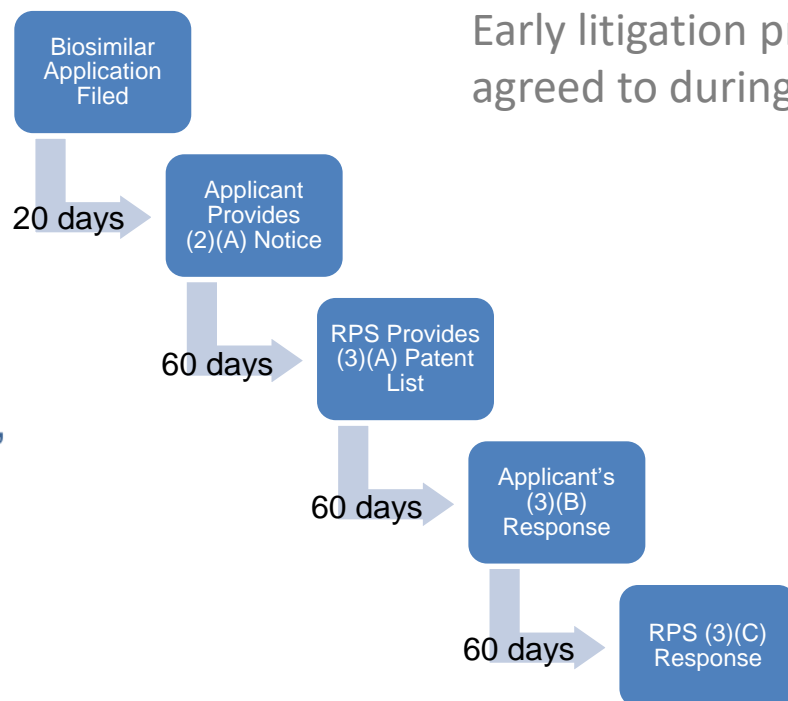 Early litigation
agreed to during
Biosimilar
Application
Filed
20 days
Applicant
Provides
(2)(A) Notice
60 days
RPS Provides
(3)(A) Patent
List
60 days
Applicant’s
(3)(B)
Response
60 days
RPS (3)(C)
Response